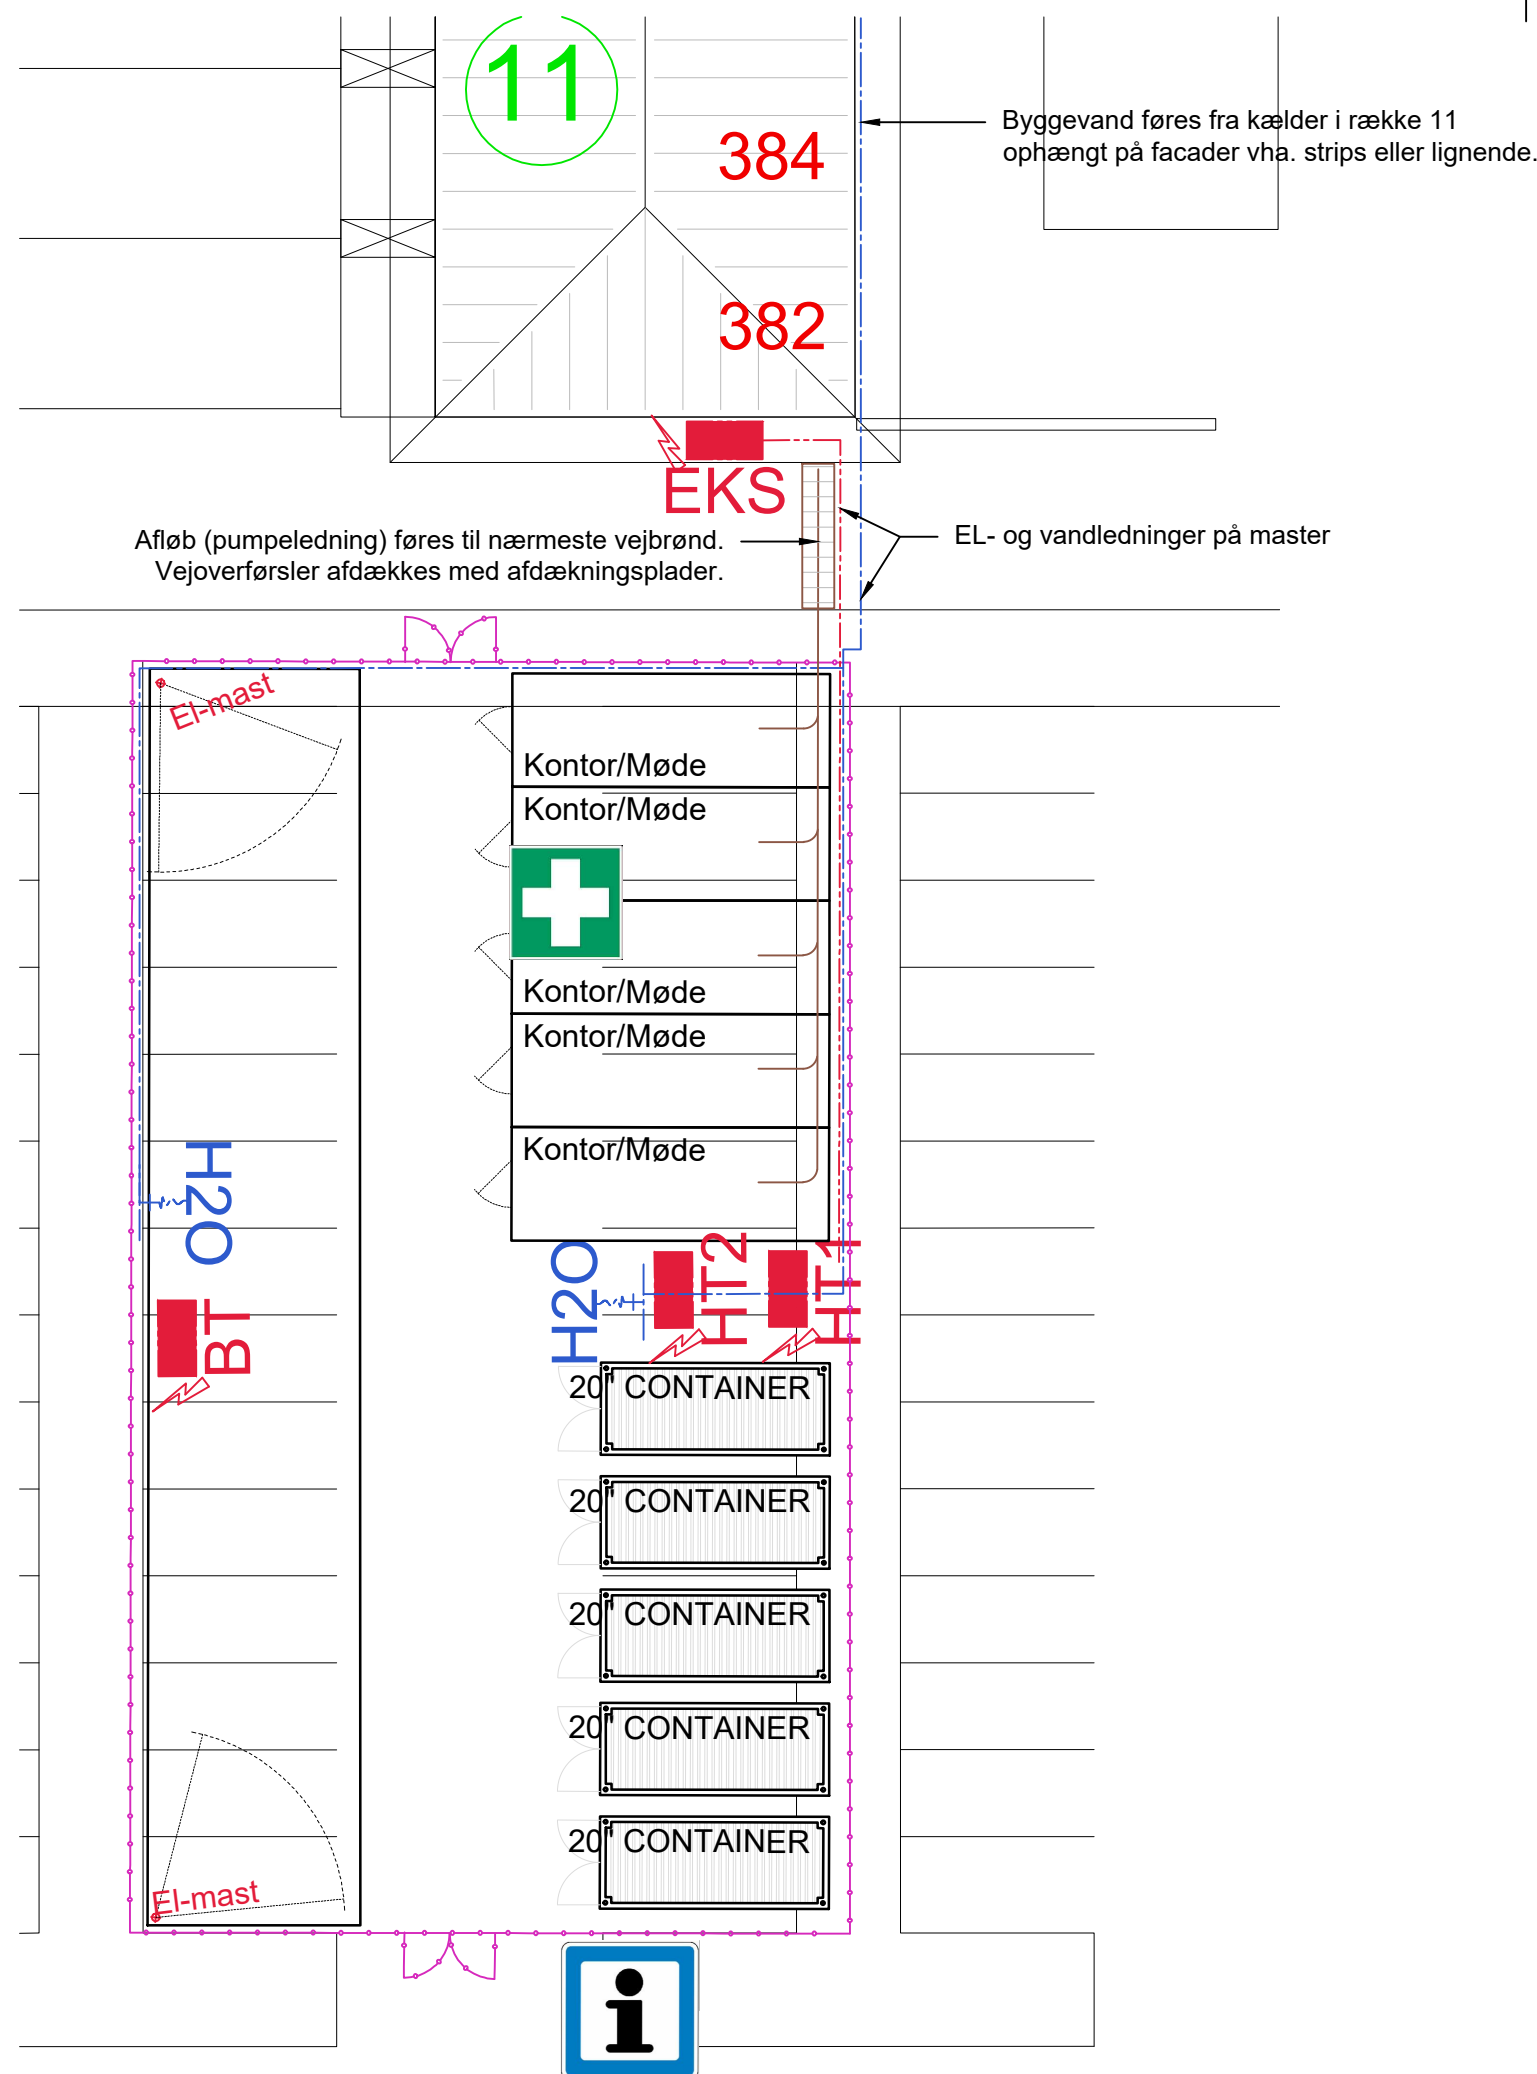 11
384
Byggevand føres fra kælder i række 11
ophængt på facader vha. strips eller lignende.
382
EKS
Afløb (pumpeledning) føres til nærmeste vejbrønd.
Vejoverførsler afdækkes med afdækningsplader.
EL- og vandledninger på master
El-mast
Kontor/Møde
Kontor/Møde
Kontor/Møde
Kontor/Møde
Kontor/Møde
H2O
BT
H2O
HT2
HT1
20' CONTAINER
20' CONTAINER
20' CONTAINER
20' CONTAINER
20' CONTAINER
El-mast
i